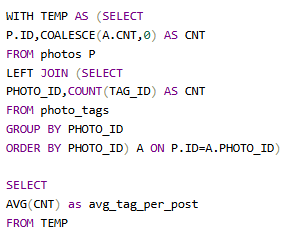 WITH TEMP AS (SELECT
P.ID,COALESCE(A.CNT,0) AS CNT
FROM photos P
LEFT JOIN (SELECT
PHOTO_ID,COUNT(TAG_ID) AS CNT
FROM photo_tags
GROUP BY PHOTO_ID
ORDER BY PHOTO_ID) A ON P.ID=A.PHOTO_ID)

SELECT
AVG(CNT) as avg_tag_per_post
FROM TEMP